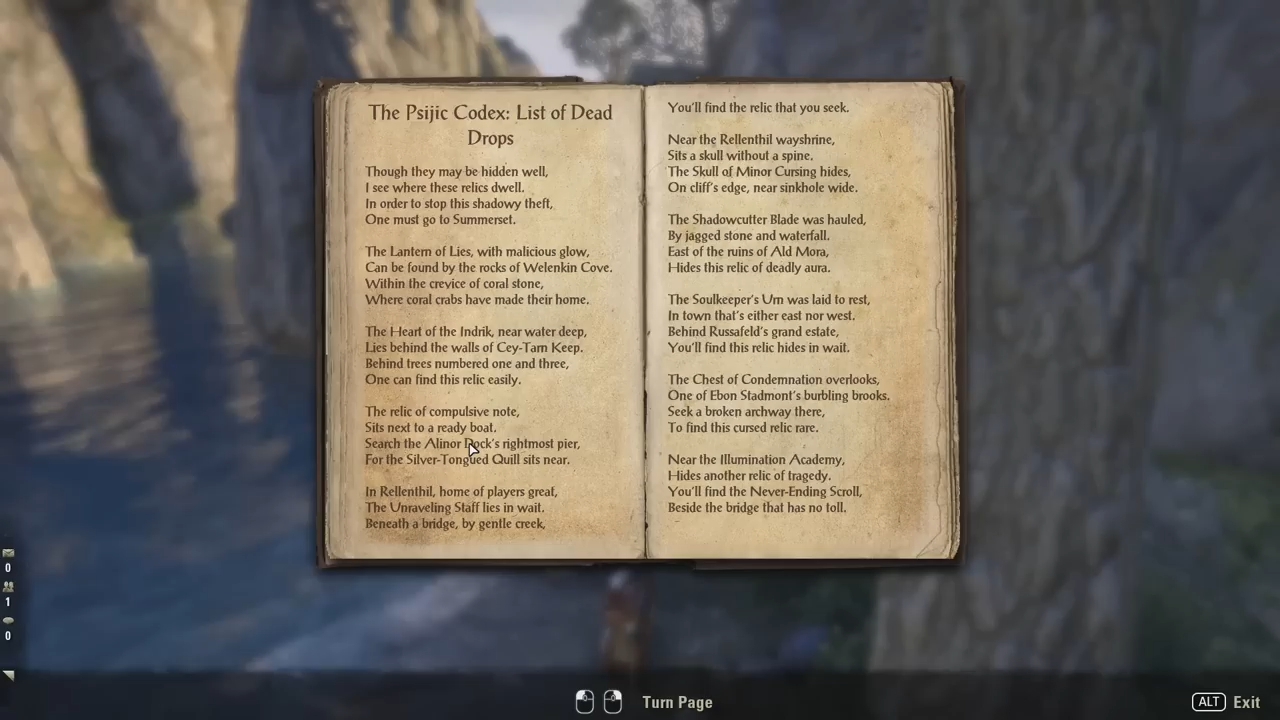 The Psijic Codex: List of Dead
Drops
Though they may be hidden well,
I see where these relics dwell.
In order to stop this shadowy theft,
One must go to Summerset.
The Lantern of Lies, with malicious glow,
Can be found by the rocks of Welenkin Cove.
Within the crevice of coral stone,
Where coral crabs have made their home.
The Heart of the Indrik, near water deep,
Lies behind the walls of Cey-Tarn Keep.
Behind trees numbered one and three,
One can find this relic easily.
The relic of compulsive note,
Sits next to a ready boat.
Search the Alinor Dock's rightmost pier,
For the Silver-Tongued Quill sits near.
In Rellenthil, home of players great,
The Unraveling Staff lies in wait.
Beneath a bridge, by gentle creek,
You'll find the relic that you seek.
Near the Rellenthil wayshrine,
Sits a skull without a spine.
The Skull of Minor Cursing hides,
On cliff's edge, near sinkhole wide.
The Shadowcutter Blade was hauled,
By jagged stone and waterfall.
East of the ruins of Ald Mora,
Hides this relic of deadly aura.
The Soulkeeper's Urn was laid to rest,
In town that's either east nor west.
Behind Russafeld's grand estate,
You'll find this relic hides in wait.
The Chest of Condemnation overlooks,
One of Ebon Stadmont's burbling brooks.
Seek a broken archway there,
To find this cursed relic rare.
Near the Illumination Academy,
Hides another relic of tragedy.
You'll find the Never-Ending Scroll,
Beside the bridge that has no toll.
0
1
0
Turn Page
ALT Exit